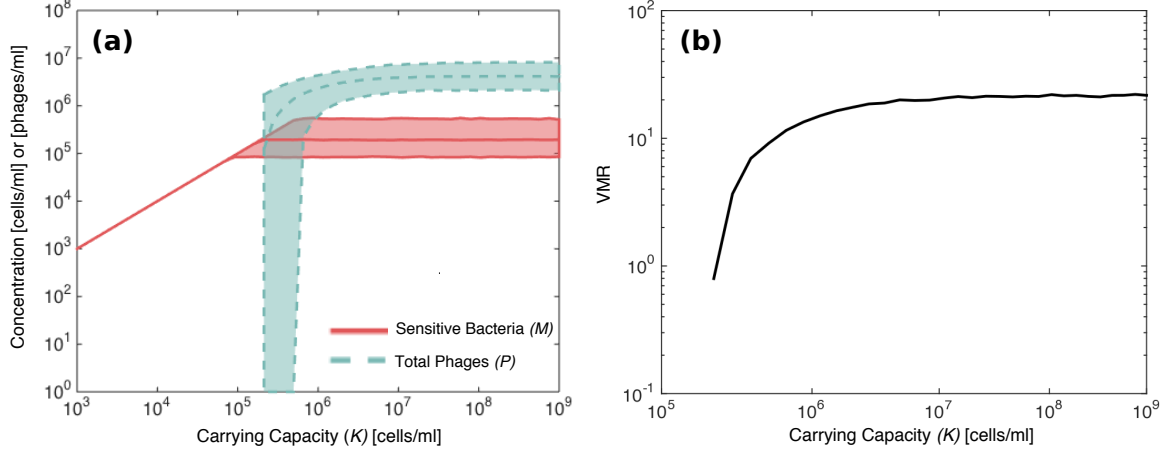 (a)
Concentration [cells/ml] or [phages/ml]
10^8
10^7
10^6
10^5
10^4
10^3
10^2
10^1
10^0
10^3 10^4 10^5 10^6 10^7 10^8 10^9
Carrying Capacity (K) [cells/ml]
Sensitive Bacteria (M)
Total Phages (P)
(b)
VMR
10^2
10^1
10^0
10^-1
10^5 10^6 10^7 10^8 10^9
Carrying Capacity (K) [cells/ml]